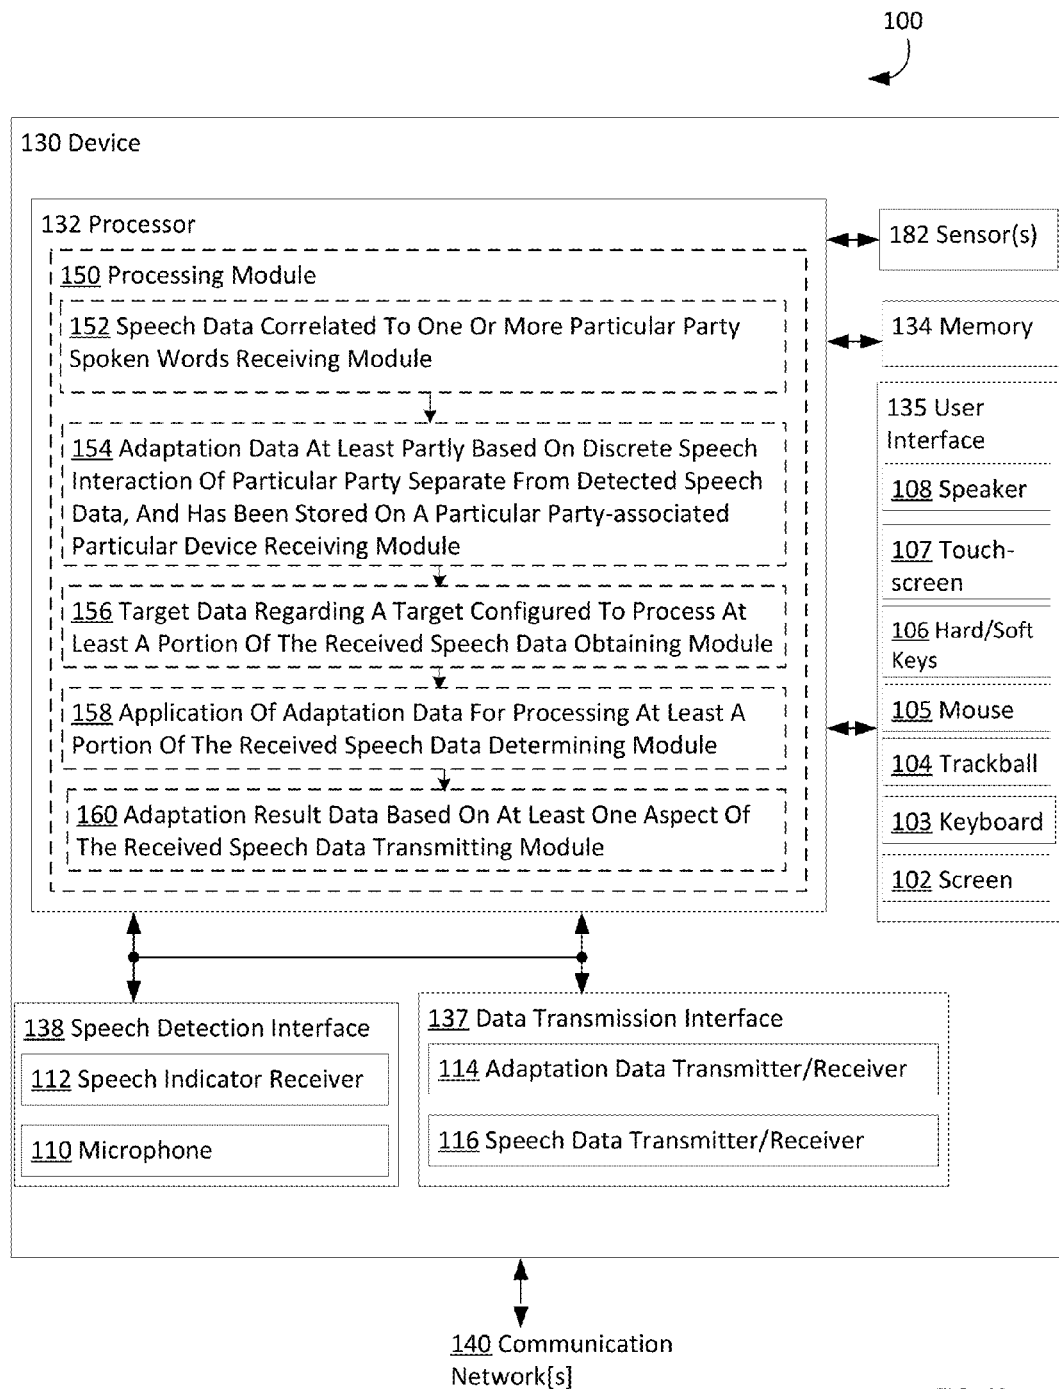 100
130 Device
132 Processor
150 Processing Module
152 Speech Data Correlated To One Or More Particular Party
Spoken Words Receiving Module
154 Adaptation Data At Least Partly Based On Discrete Speech
Interaction Of Particular Party Separate From Detected Speech
Data, And Has Been Stored On A Particular Party-associated
Particular Device Receiving Module
156 Target Data Regarding A Target Configured To Process At
Least A Portion Of The Received Speech Data Obtaining Module
158 Application Of Adaptation Data For Processing At Least A
Portion Of The Received Speech Data Determining Module
160 Adaptation Result Data Based On At Least One Aspect Of
The Received Speech Data Transmitting Module
182 Sensor(s)
134 Memory
135 User
Interface
108 Speaker
107 Touch-
screen
106 Hard/Soft
Keys
105 Mouse
104 Trackball
103 Keyboard
102 Screen
138 Speech Detection Interface
112 Speech Indicator Receiver
110 Microphone
137 Data Transmission Interface
114 Adaptation Data Transmitter/Receiver
116 Speech Data Transmitter/Receiver
140 Communication
Network[s]